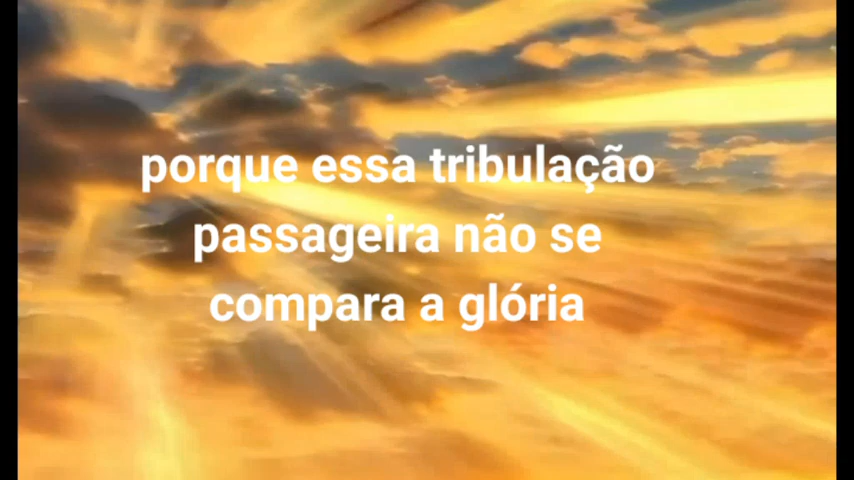 porque essa tribulação
passageira não se
compara a glória